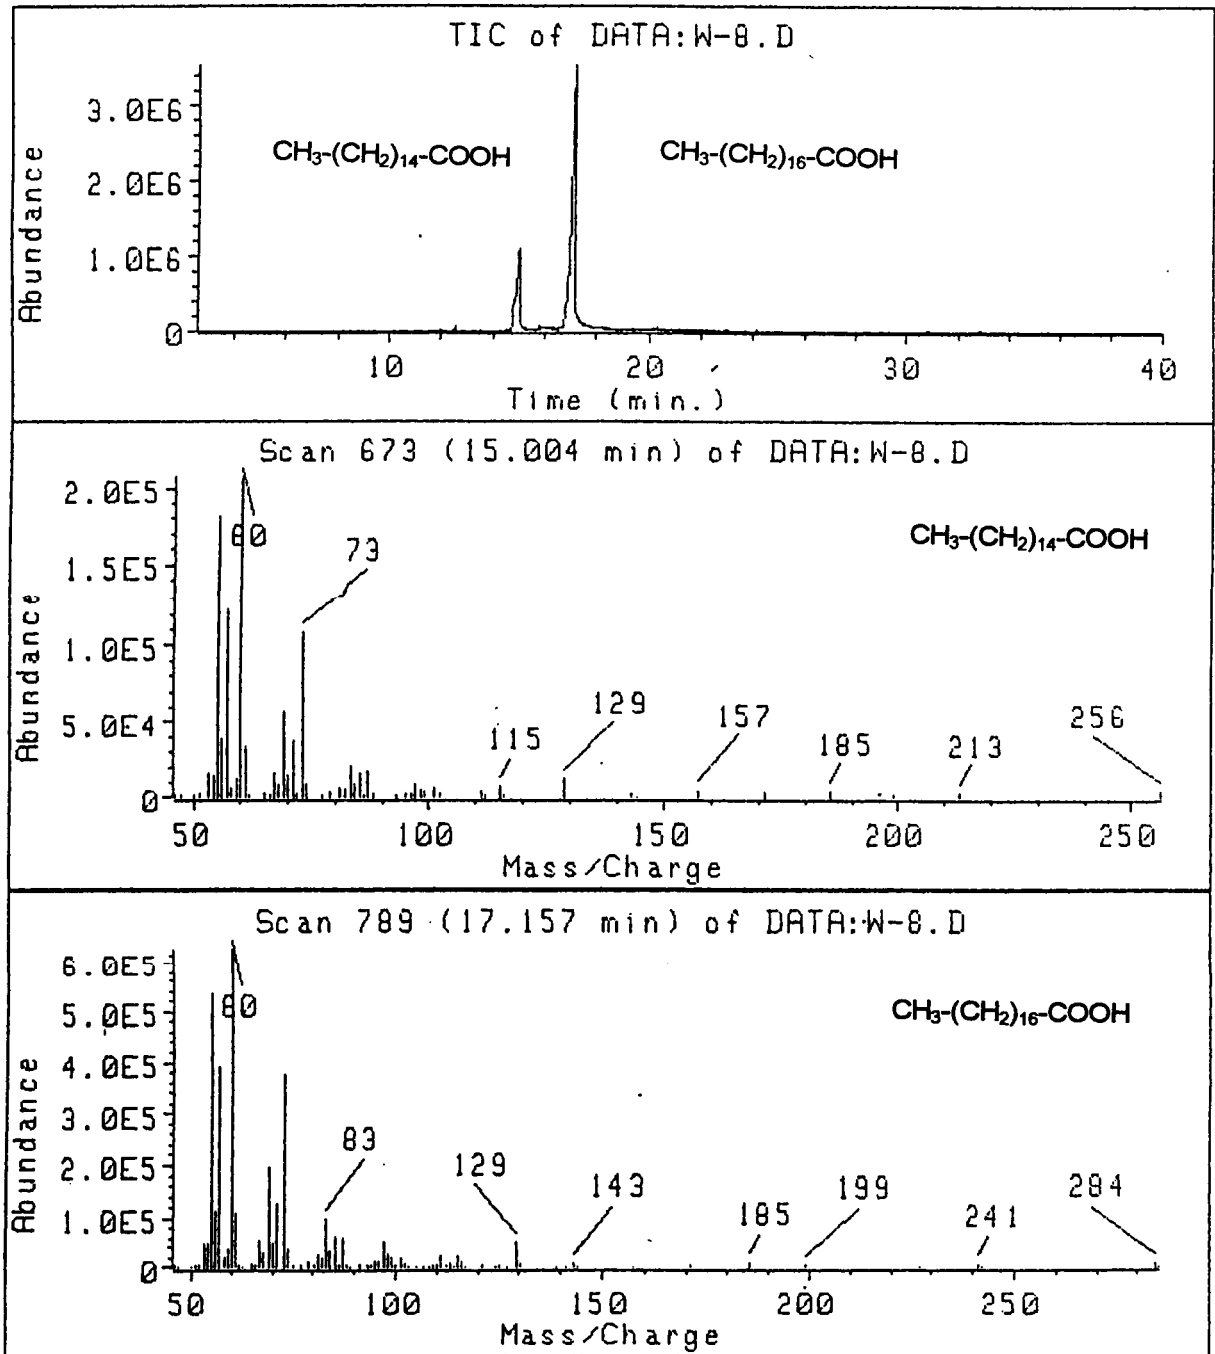 TIC of DATA:W-8.D
Abundance
3.0E6
2.0E6
1.0E6
0
CH3-(CH2)14-COOH
CH3-(CH2)16-COOH
10 20 30 40
Time (min.)
Scan 673 (15.004 min) of DATA:W-8.D
Abundance
2.0E5
1.5E5
1.0E5
5.0E4
0
60
73
CH3-(CH2)14-COOH
115
129
157
185
213
256
50 100 150 200 250
Mass/Charge
Scan 789 (17.157 min) of DATA:W-8.D
Abundance
6.0E5
5.0E5
4.0E5
3.0E5
2.0E5
1.0E5
0
60
CH3-(CH2)16-COOH
83
129
143
185
199
241
284
50 100 150 200 250
Mass/Charge